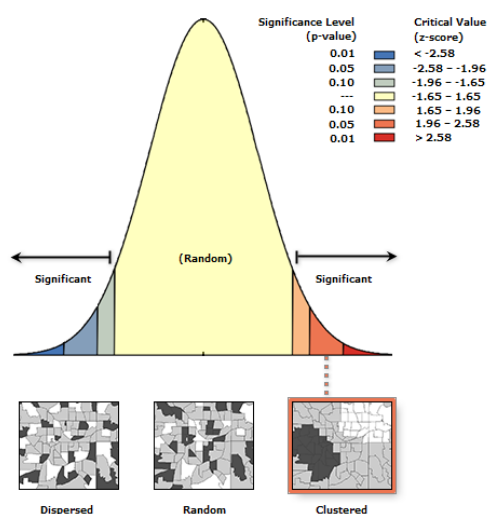 Significance Level Critical Value
(p-value) (z-score)
0.01 < -2.58
0.05 -2.58 – -1.96
0.10 -1.96 – -1.65
--- -1.65 – 1.65
0.10 1.65 – 1.96
0.05 1.96 – 2.58
0.01 > 2.58
(Random)
Significant Significant
Dispersed Random Clustered